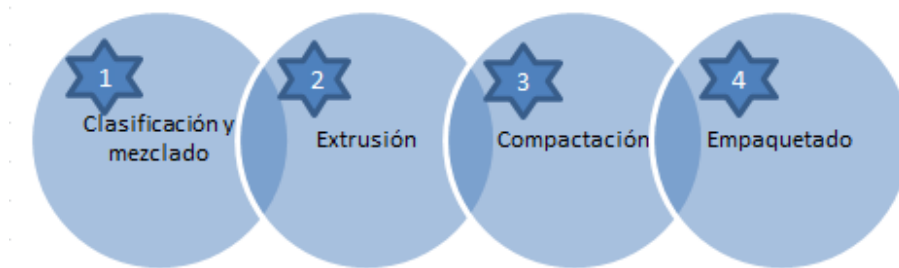 1
Clasificación y
mezclado
2
Extrusión
3
Compactación
4
Empaquetado